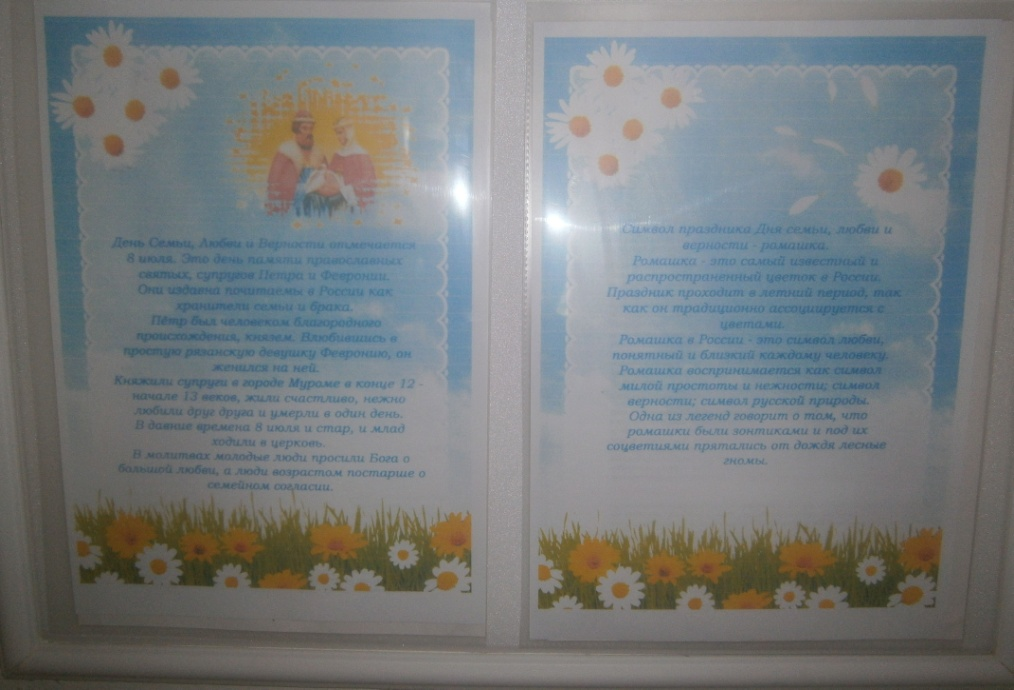 День Семьи, Любви и Верности отмечается
8 июля. Это день памяти православных
святых, супругов Петра и Февронии.
Они издавна почитаемы в России как
хранители семьи и брака.
Пётр был человеком благородного
происхождения, князем. Влюбившись в
простую рязанскую девушку Февронию, он
женился на ней.
Княжили супруги в городе Муроме в конце 12 -
начале 13 веков, жили счастливо, нежно
любили друг друга и умерли в один день.
В давние времена 8 июля и стар, и млад
ходили в церковь.
В молитвах молодые люди просили Бога о
большой любви, а люди возрастом постарше о
семейном согласии.
Символ праздника Дня семьи, любви и
верности - ромашка.
Ромашка - это самый известный и
распространенный цветок в России.
Праздник проходит в летний период, так
как он традиционно ассоциируется с
цветами.
Ромашка в России - это символ любви,
понятный и близкий каждому человеку.
Ромашка воспринимается как символ
милой простоты и нежности; символ
верности; символ русской природы.
Одна из легенд говорит о том, что
ромашки были зонтиками и под их
соцветиями прятались от дождя лесные
гномы.